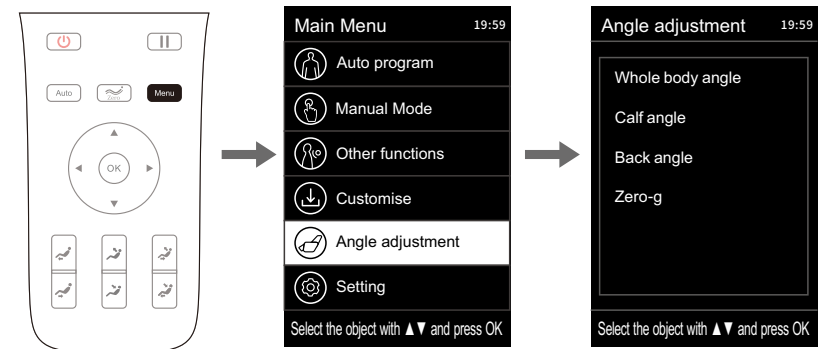 Auto
Zero
Menu
OK
Main Menu 19:59
Auto program
Manual Mode
Other functions
Customise
Angle adjustment
Setting
Select the object with ▲▼ and press OK
Angle adjustment 19:59
Whole body angle
Calf angle
Back angle
Zero-g
Select the object with ▲▼ and press OK